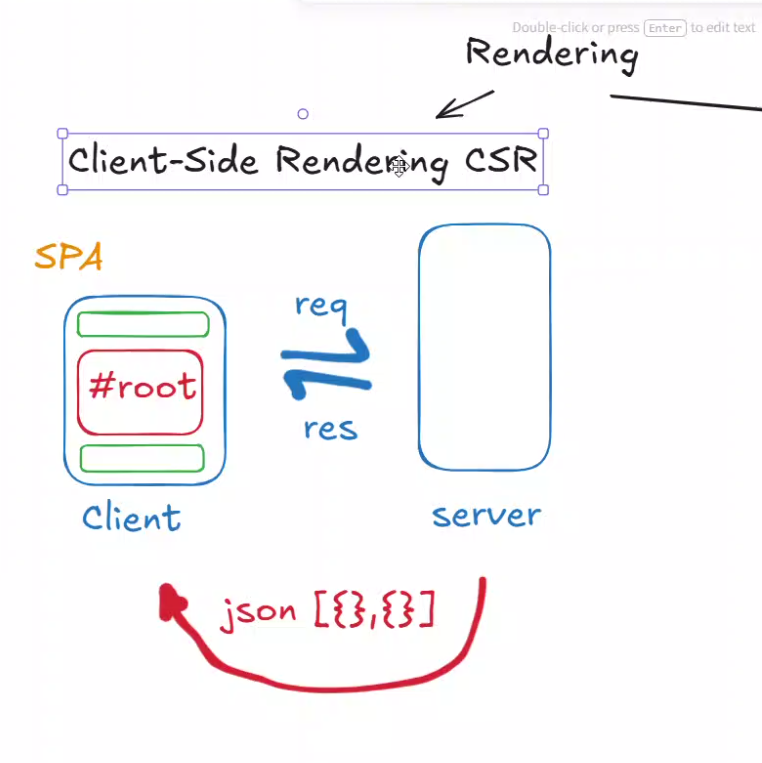 Double-click or press Enter to edit text
Rendering
Client-Side Rendering CSR
SPA
req
#root
res
Client
server
json [{},{}]